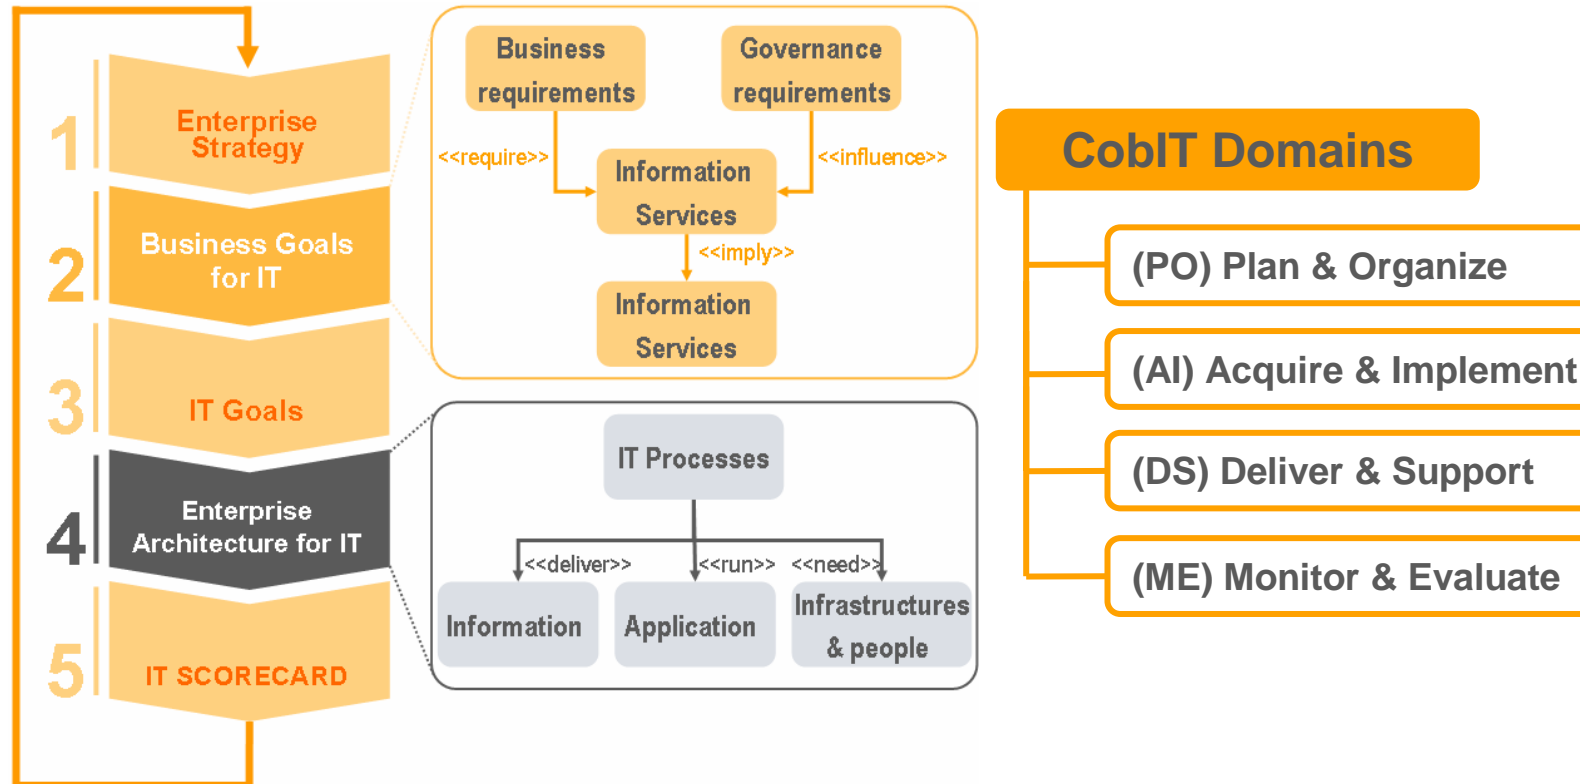 1
Enterprise
Strategy
2
Business Goals
for IT
3
IT Goals
4
Enterprise
Architecture for IT
5
IT SCORECARD
Business
requirements
Governance
requirements
<<require>>
<<influence>>
Information
Services
<<imply>>
Information
Services
IT Processes
<<deliver>>
<<run>>
<<need>>
Information
Application
Infrastructures
& people
CobIT Domains
(PO) Plan & Organize
(AI) Acquire & Implement
(DS) Deliver & Support
(ME) Monitor & Evaluate